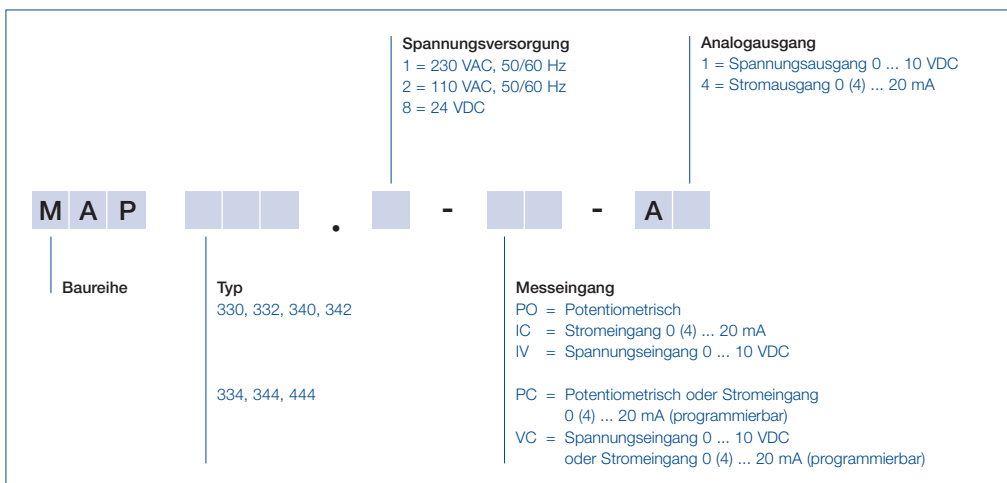 Spannungsversorgung
1 = 230 VAC, 50/60 Hz
2 = 110 VAC, 50/60 Hz
8 = 24 VDC
Analogausgang
1 = Spannungsausgang 0 ... 10 VDC
4 = Stromausgang 0 (4) ... 20 mA
M A P . - - A
Baureihe
Typ
330, 332, 340, 342
334, 344, 444
Messeingang
PO = Potentiometrisch
IC = Stromeingang 0 (4) ... 20 mA
IV = Spannungseingang 0 ... 10 VDC
PC = Potentiometrisch oder Stromeingang
0 (4) ... 20 mA (programmierbar)
VC = Spannungseingang 0 ... 10 VDC
oder Stromeingang 0 (4) ... 20 mA (programmierbar)